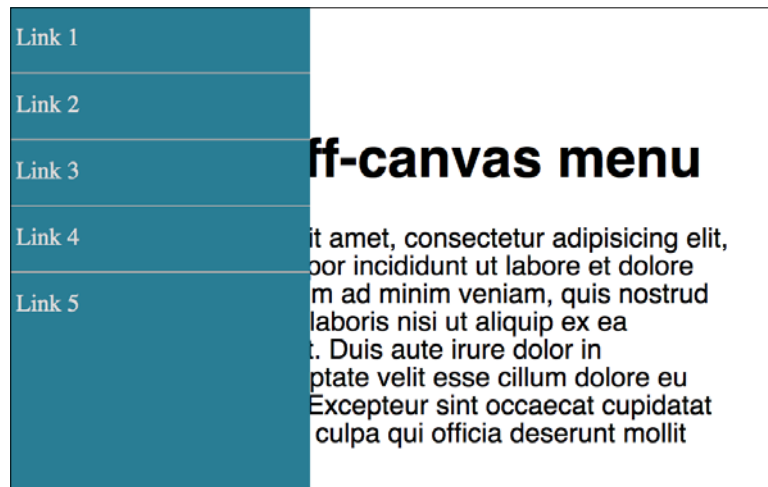 Link 1
Link 2
Link 3
Link 4
Link 5
ff-canvas menu
it amet, consectetur adipisicing elit,
por incididunt ut labore et dolore
m ad minim veniam, quis nostrud
laboris nisi ut aliquip ex ea
t. Duis aute irure dolor in
ptate velit esse cillum dolore eu
Excepteur sint occaecat cupidatat
culpa qui officia deserunt mollit